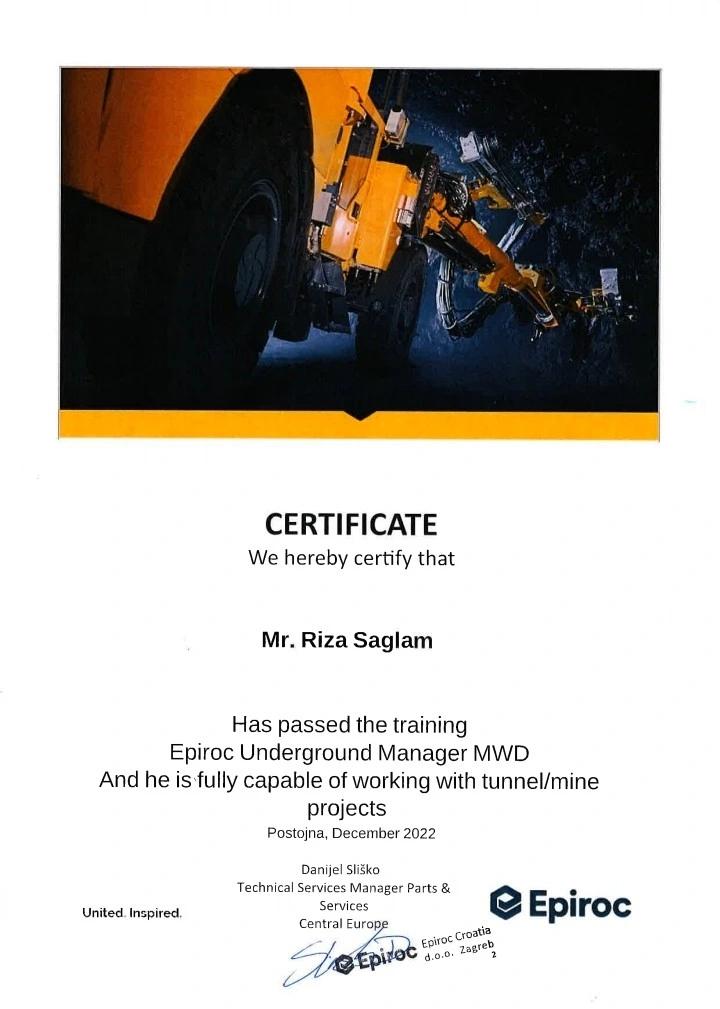 CERTIFICATE
We hereby certify that
Mr. Riza Saglam
Has passed the training
Epiroc Underground Manager MWD
And he is fully capable of working with tunnel/mine
projects
Postojna, December 2022
Danijel Sliško
Technical Services Manager Parts &
Services
Central Europe
United. Inspired.
Epiroc
Epiroc
Epiroc Croatia
d.o.o. Zagreb
2